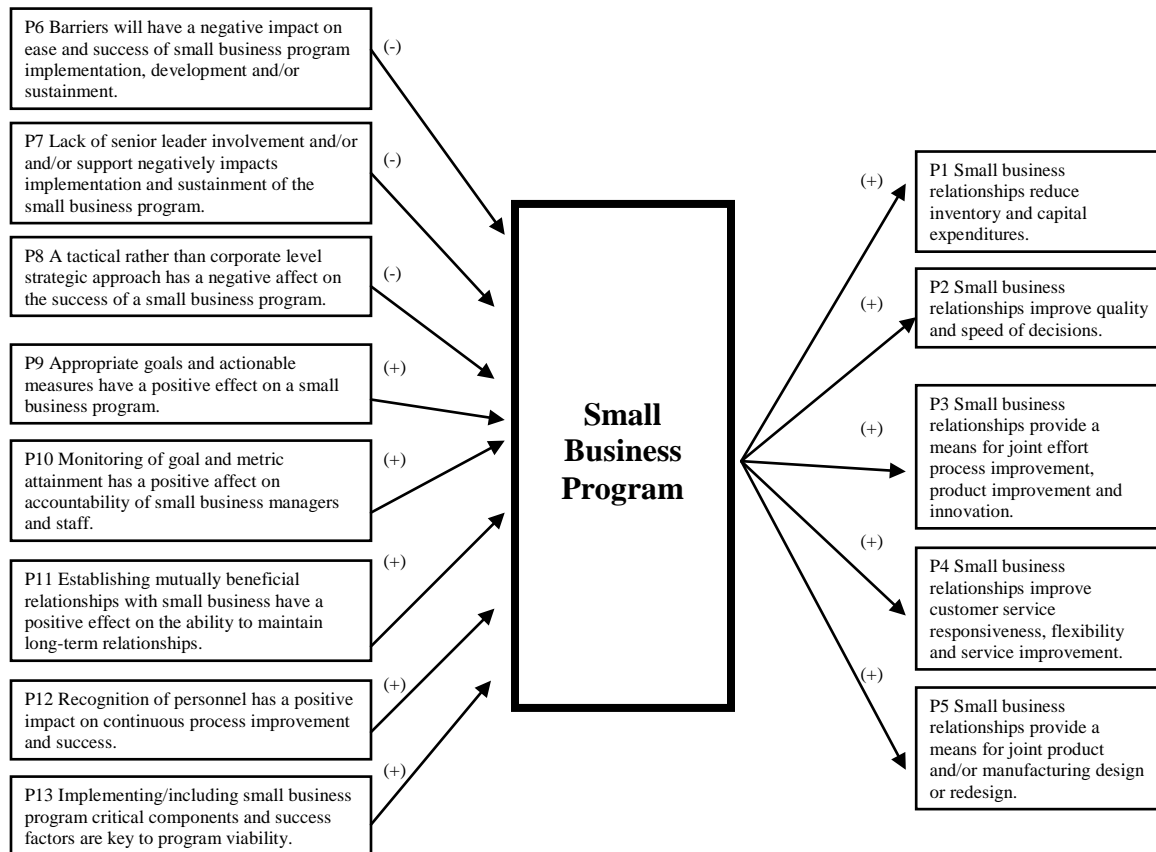 P6 Barriers will have a negative impact on
ease and success of small business program
implementation, development and/or
sustainment.
(-)
P7 Lack of senior leader involvement and/or
and/or support negatively impacts
implementation and sustainment of the
small business program.
(-)
P8 A tactical rather than corporate level
strategic approach has a negative affect on
the success of a small business program.
(-)
P9 Appropriate goals and actionable
measures have a positive effect on a small
business program.
(+)
P10 Monitoring of goal and metric
attainment has a positive affect on
accountability of small business managers
and staff.
(+)
P11 Establishing mutually beneficial
relationships with small business have a
positive effect on the ability to maintain
long-term relationships.
(+)
P12 Recognition of personnel has a positive
impact on continuous process improvement
and success.
(+)
P13 Implementing/including small business
program critical components and success
factors are key to program viability.
(+)
Small
Business
Program
(+)
P1 Small business
relationships reduce
inventory and capital
expenditures.
(+)
P2 Small business
relationships improve quality
and speed of decisions.
(+)
P3 Small business
relationships provide a
means for joint effort
process improvement,
product improvement and
innovation.
(+)
P4 Small business
relationships improve
customer service
responsiveness, flexibility
and service improvement.
(+)
P5 Small business
relationships provide a
means for joint product
and/or manufacturing design
or redesign.